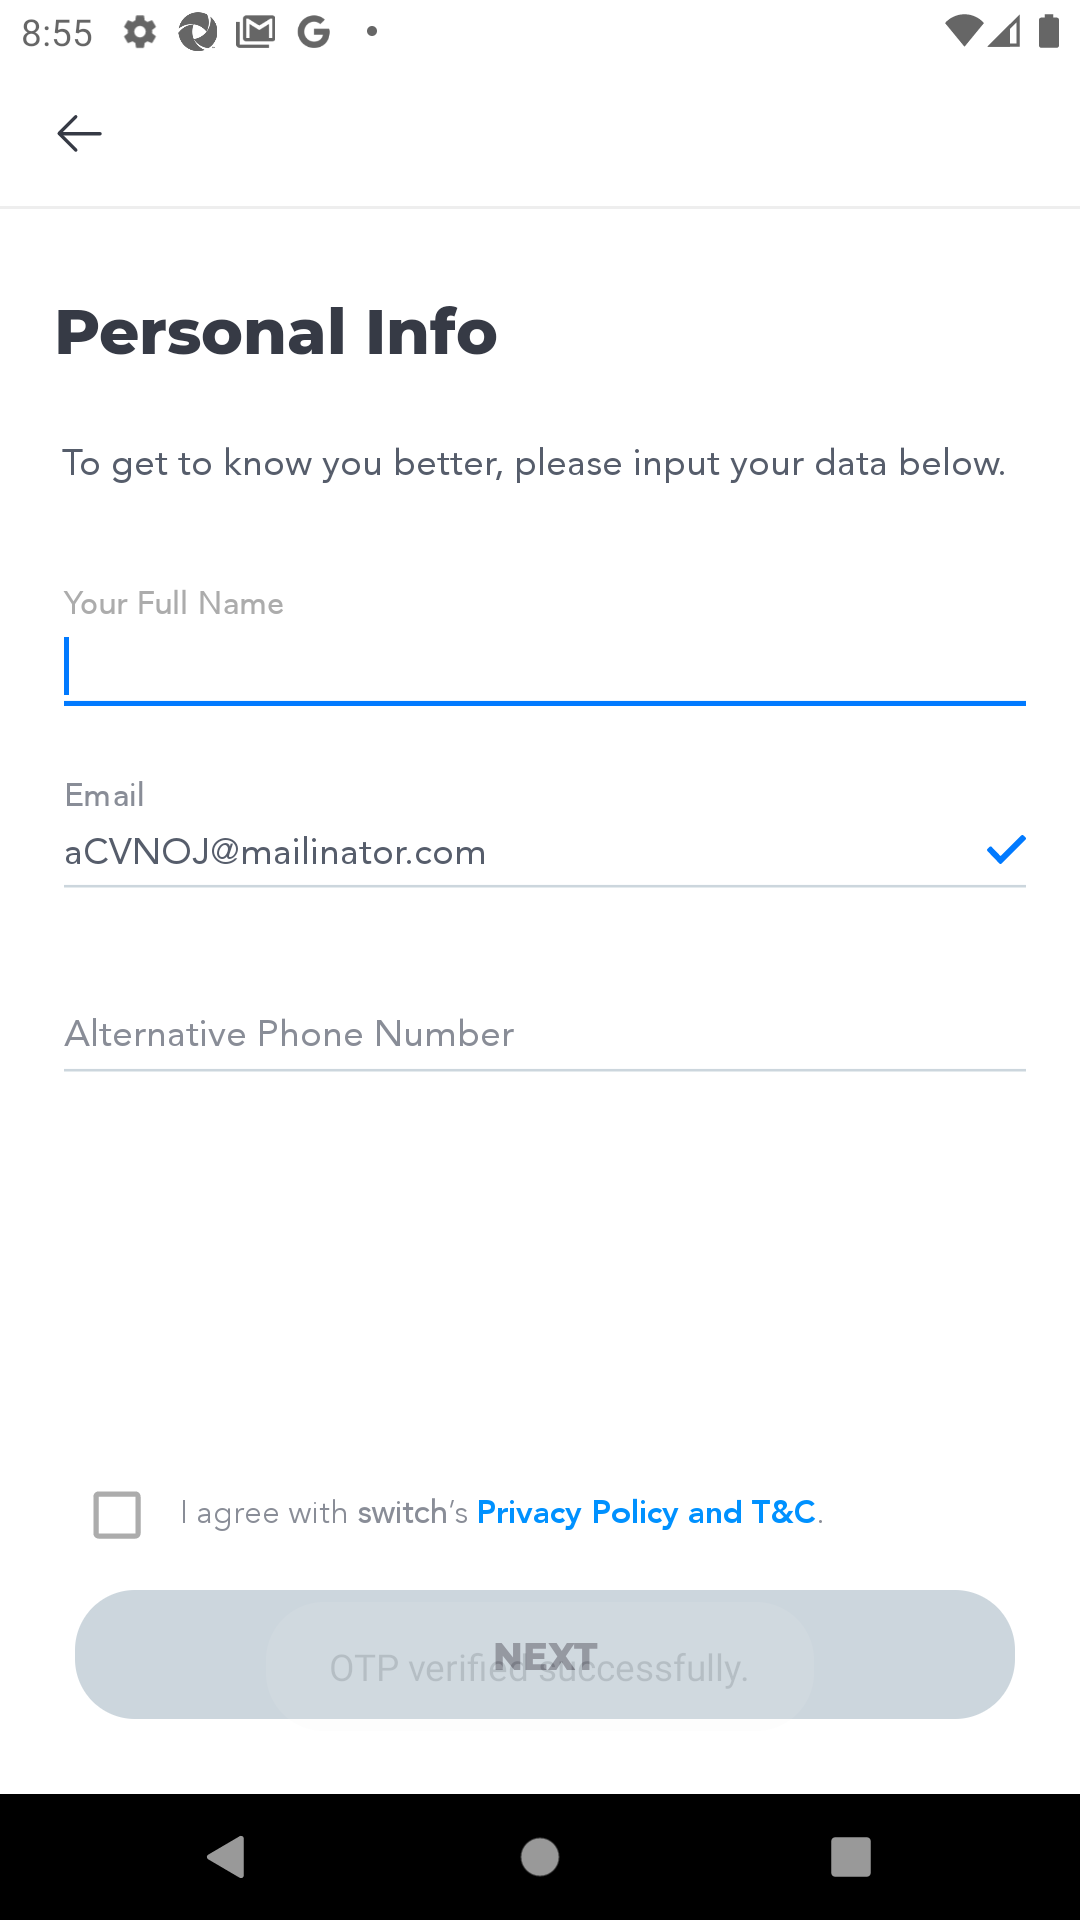 8:55
Personal Info
To get to know you better, please input your data below.
Your Full Name
Email
aCVNOJ@mailinator.com
Alternative Phone Number
I agree with switch's Privacy Policy and T&C.
NEXT
OTP verified successfully.